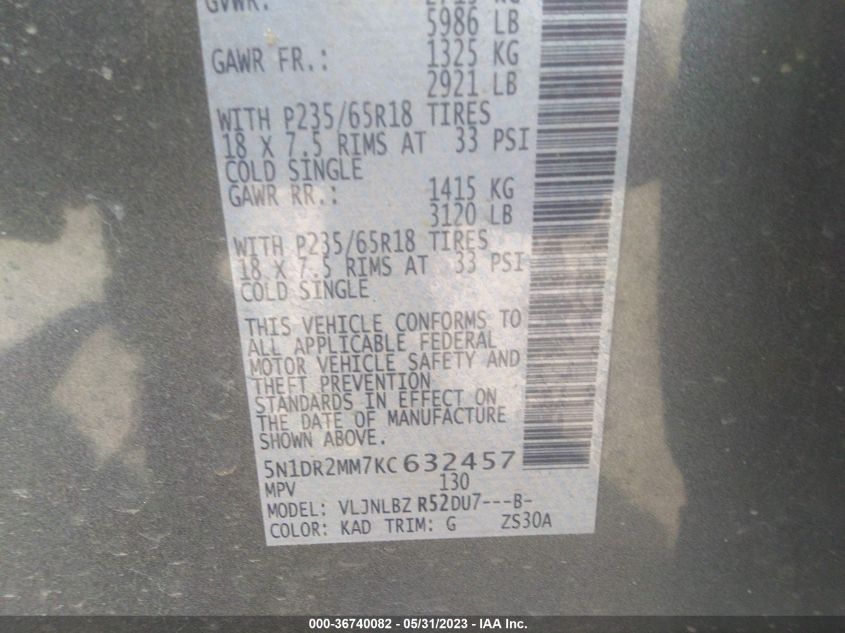 GVWR:
5986 LB
GAWR FR.: 1325 KG
2921 LB
WITH P235/65R18 TIRES
18 X 7.5 RIMS AT 33 PSI
COLD SINGLE
GAWR RR.: 1415 KG
3120 LB
WITH P235/65R18 TIRES
18 X 7.5 RIMS AT 33 PSI
COLD SINGLE
THIS VEHICLE CONFORMS TO
ALL APPLICABLE FEDERAL
MOTOR VEHICLE SAFETY AND
THEFT PREVENTION
STANDARDS IN EFFECT ON
THE DATE OF MANUFACTURE
SHOWN ABOVE.
5N1DR2MM7KC632457
MPV 130
MODEL: VLJNLBZ R52DU7---B-
COLOR: KAD TRIM: G ZS30A
000-36740082 - 05/31/2023 - IAA Inc.